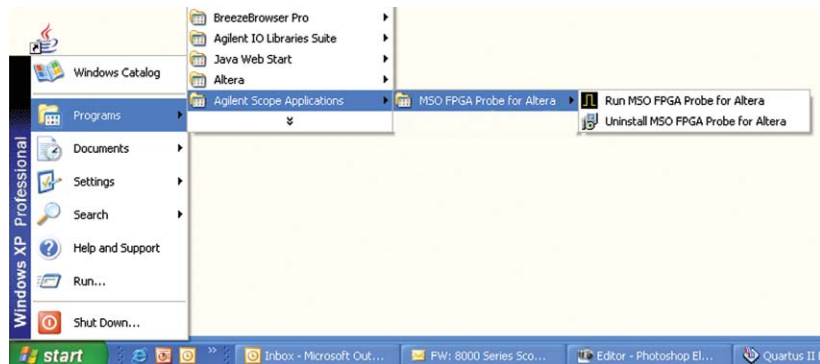 BreezeBrowser Pro
Agilent IO Libraries Suite
Java Web Start
Altera
Agilent Scope Applications
MSO FPGA Probe for Altera
Run MSO FPGA Probe for Altera
Uninstall MSO FPGA Probe for Altera
Windows Catalog
Programs
Documents
Settings
Search
Help and Support
Run...
Shut Down...
Windows XP Professional
start
Inbox - Microsoft Out...
FW: 8000 Series Sco...
Editor - Photoshop El...
Quartus II